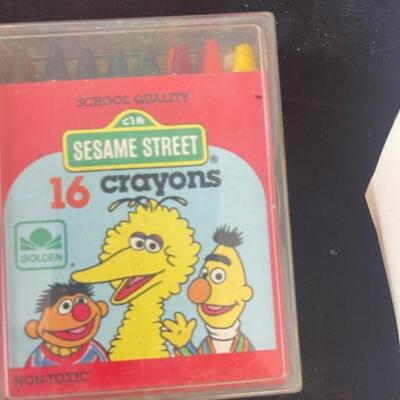 SCHOOL QUALITY
CTW
SESAME STREET®
16 crayons
GOLDEN®
NON-TOXIC